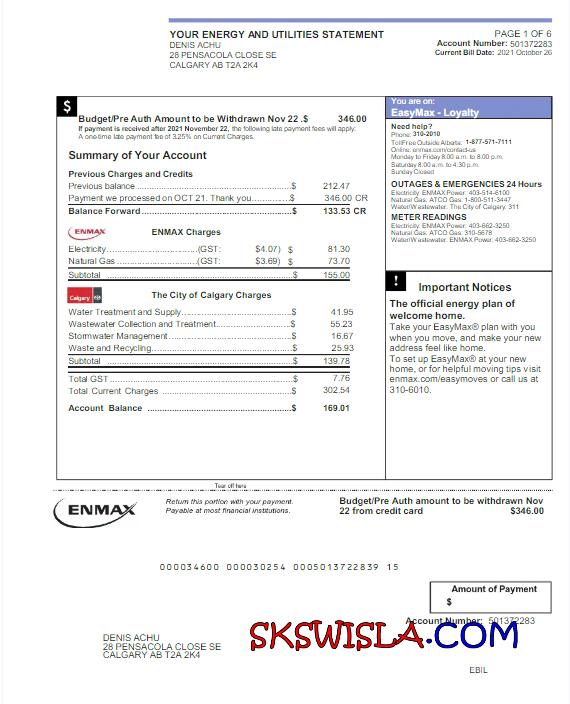 YOUR ENERGY AND UTILITIES STATEMENT
DENIS ACHU
28 PENSACOLA CLOSE SE
CALGARY AB T2A 2K4
PAGE 1 OF 6
Account Number: 501372283
Current Bill Date: 2021 October 26
$
Budget/Pre Auth Amount to be Withdrawn Nov 22 .$ 346.00
If payment is received after 2021 November 22, the following late payment fees will apply.
A one-time late payment fee of 3.25% on Current Charges.
Summary of Your Account
Previous Charges and Credits
Previous balance ....$ 212.47
Payment we processed on OCT 21. Thank you.............$ 346.00 CR
Balance Forward....$ 133.53 CR
ENMAX ENMAX Charges
Electricity....(GST: $4.07) $ 81.30
Natural Gas ....(GST: $3.69) $ 73.70
Subtotal ....$ 155.00
Calgary The City of Calgary Charges
Water Treatment and Supply....$ 41.95
Wastewater Collection and Treatment....$ 55.23
Stormwater Management....$ 16.67
Waste and Recycling....$ 25.93
Subtotal ....$ 139.78
Total GST ....$ 7.76
Total Current Charges ....$ 302.54
Account Balance ....$ 169.01
You are on:
EasyMax - Loyalty
Need help?
Phone: 310-2010
TollFree Outside Alberta: 1-877-571-7111
Online: enmax.com/contact-us
Monday to Friday 8:00 a.m. to 8:00 p.m.
Saturday 8:00 a.m. to 4:30 p.m.
Sunday Closed
OUTAGES & EMERGENCIES 24 Hours
Electricity: ENMAX Power: 403-514-6100
Natural Gas: ATCO Gas: 1-800-511-3447
Water/Wastewater: The City of Calgary: 311
METER READINGS
Electricity: ENMAX Power: 403-662-3250
Natural Gas: ATCO Gas: 310-5678
Water/Wastewater: ENMAX Power: 403-662-3250
! Important Notices
The official energy plan of
welcome home.
Take your EasyMax® plan with you
when you move, and make your new
address feel like home.
To set up EasyMax® at your new
home, or for helpful moving tips visit
enmax.com/easymoves or call us at
310-6010.
Tear off here
ENMAX
Return this portion with your payment.
Payable at most financial institutions.
Budget/Pre Auth amount to be withdrawn Nov
22 from credit card $346.00
000034600 000030254 0005013722839 15
Amount of Payment
$
Account Number: 501372283
SKSWISLA.COM
DENIS ACHU
28 PENSACOLA CLOSE SE
CALGARY AB T2A 2K4
EBIL